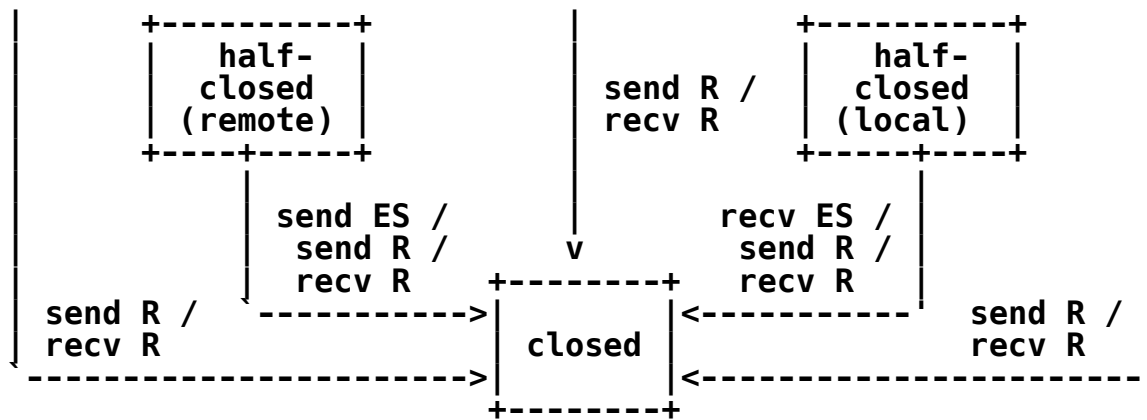 half-
closed
(remote)
send R /
recv R
half-
closed
(local)
send ES /
send R /
recv R
recv ES /
send R /
recv R
send R /
recv R
closed
send R /
recv R